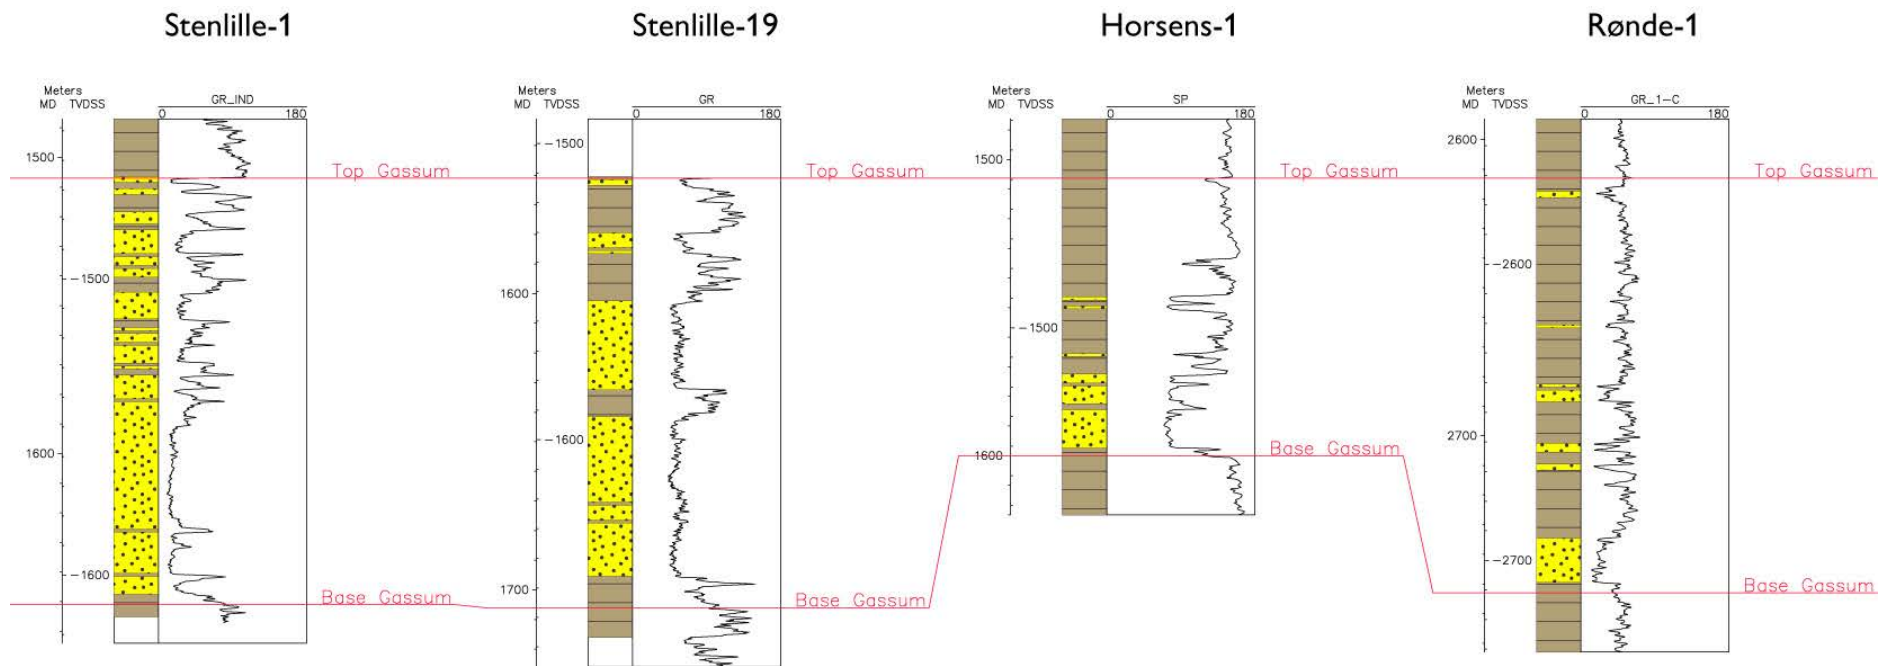 Stenlille-1
Stenlille-19
Horsens-1
Rønde-1
Meters
MD TVDSS
GR_IND
0 180
1500
-1500
1600
-1600
Top Gassum
Base Gassum
Meters
MD TVDSS
GR
0 180
-1500
1600
-1600
1700
Top Gassum
Base Gassum
Meters
MD TVDSS
SP
0 180
1500
-1500
1600
Top Gassum
Base Gassum
Meters
MD TVDSS
GR_1-C
0 180
2600
-2600
2700
-2700
Top Gassum
Base Gassum